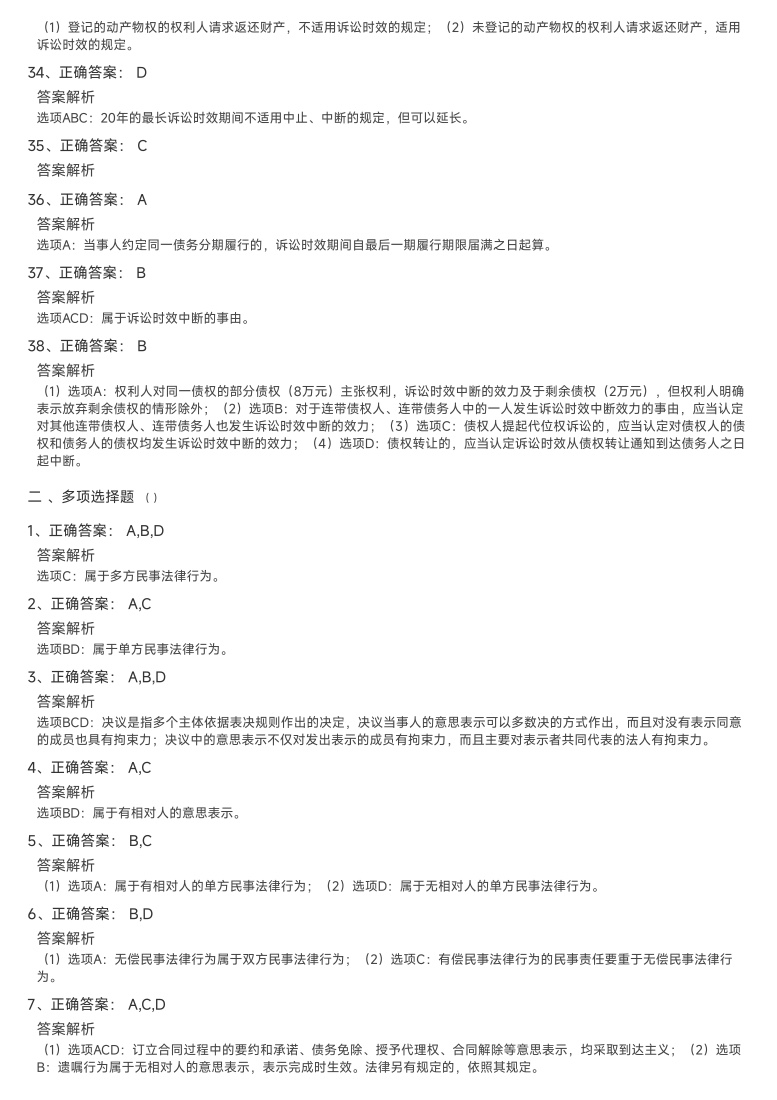 （1）登记的动产物权的权利人请求返还财产，不适用诉讼时效的规定；（2）未登记的动产物权的权利人请求返还财产，适用
诉讼时效的规定。
34、正确答案： D
答案解析
选项ABC：20年的最长诉讼时效期间不适用中止、中断的规定，但可以延长。
35、正确答案： C
答案解析
36、正确答案： A
答案解析
选项A：当事人约定同一债务分期履行的，诉讼时效期间自最后一期履行期限届满之日起算。
37、正确答案： B
答案解析
选项ACD：属于诉讼时效中断的事由。
38、正确答案： B
答案解析
（1）选项A：权利人对同一债权的部分债权（8万元）主张权利，诉讼时效中断的效力及于剩余债权（2万元），但权利人明确
表示放弃剩余债权的情形除外；（2）选项B：对于连带债权人、连带债务人中的一人发生诉讼时效中断效力的事由，应当认定
对其他连带债权人、连带债务人也发生诉讼时效中断的效力；（3）选项C：债权人提起代位权诉讼的，应当认定对债权人的债
权和债务人的债权均发生诉讼时效中断的效力；（4）选项D：债权转让的，应当认定诉讼时效从债权转让通知到达债务人之日
起中断。
二 、多项选择题 （ ）
1、正确答案： A,B,D
答案解析
选项C：属于多方民事法律行为。
2、正确答案： A,C
答案解析
选项BD：属于单方民事法律行为。
3、正确答案： A,B,D
答案解析
选项BCD：决议是指多个主体依据表决规则作出的决定，决议当事人的意思表示可以多数决的方式作出，而且对没有表示同意
的成员也具有拘束力；决议中的意思表示不仅对发出表示的成员有拘束力，而且主要对表示者共同代表的法人有拘束力。
4、正确答案： A,C
答案解析
选项BD：属于有相对人的意思表示。
5、正确答案： B,C
答案解析
（1）选项A：属于有相对人的单方民事法律行为；（2）选项D：属于无相对人的单方民事法律行为。
6、正确答案： B,D
答案解析
（1）选项A：无偿民事法律行为属于双方民事法律行为；（2）选项C：有偿民事法律行为的民事责任要重于无偿民事法律行
为。
7、正确答案： A,C,D
答案解析
（1）选项ACD：订立合同过程中的要约和承诺、债务免除、授予代理权、合同解除等意思表示，均采取到达主义；（2）选项
B：遗嘱行为属于无相对人的意思表示，表示完成时生效。法律另有规定的，依照其规定。